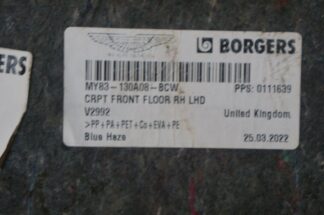 BORGERS
GERS
MY83-130A08-BCW PPS: 0111639
CRPT FRONT FLOOR RH LHD
V2992 United Kingdom
>PP+PA+PET+Co+EVA+PE
Blue Haze 25.03.2022